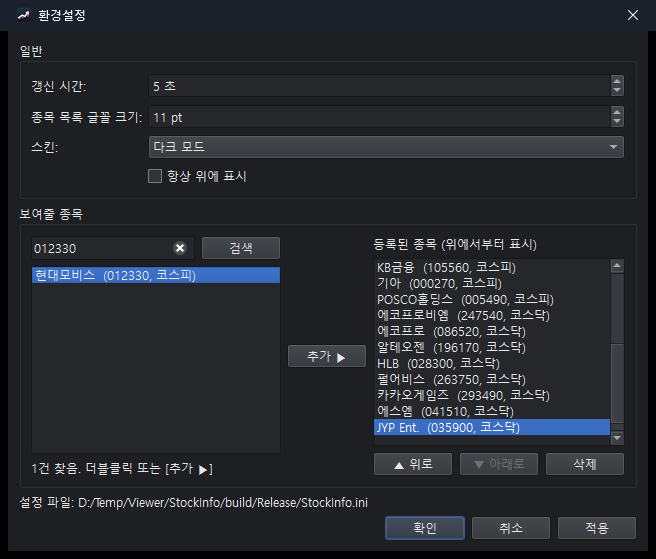 환경설정
일반
갱신 시간:
5 초
종목 목록 글꼴 크기:
11 pt
스킨:
다크 모드
항상 위에 표시
보여줄 종목
012330
검색
현대모비스 (012330, 코스피)
추가 ▶
1건 찾음. 더블클릭 또는 [추가 ▶]
등록된 종목 (위에서부터 표시)
KB금융 (105560, 코스피)
기아 (000270, 코스피)
POSCO홀딩스 (005490, 코스피)
에코프로비엠 (247540, 코스닥)
에코프로 (086520, 코스닥)
알테오젠 (196170, 코스닥)
HLB (028300, 코스닥)
펄어비스 (263750, 코스닥)
카카오게임즈 (293490, 코스닥)
에스엠 (041510, 코스닥)
JYP Ent. (035900, 코스닥)
▲ 위로
▼ 아래로
삭제
설정 파일: D:/Temp/Viewer/StockInfo/build/Release/StockInfo.ini
확인
취소
적용